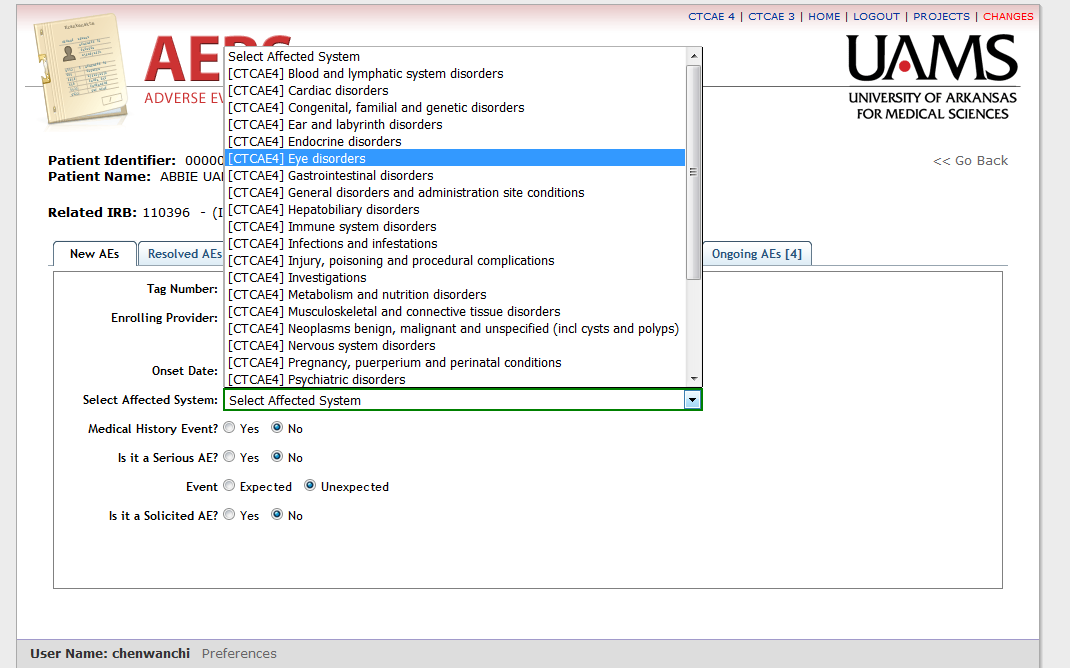 CTCAE 4 | CTCAE 3 | HOME | LOGOUT | PROJECTS | CHANGES
UAMS
UNIVERSITY OF ARKANSAS
FOR MEDICAL SCIENCES
ADVERSE
Patient Identifier: 00000
Patient Name: ABBIE
<< Go Back
Related IRB: 110396 - (
New AEs
Resolved AEs
Ongoing AEs [4]
Tag Number:
Enrolling Provider:
Onset Date:
Select Affected System
[CTCAE4] Blood and lymphatic system disorders
[CTCAE4] Cardiac disorders
[CTCAE4] Congenital, familial and genetic disorders
[CTCAE4] Ear and labyrinth disorders
[CTCAE4] Endocrine disorders
[CTCAE4] Eye disorders
[CTCAE4] Gastrointestinal disorders
[CTCAE4] General disorders and administration site conditions
[CTCAE4] Hepatobiliary disorders
[CTCAE4] Immune system disorders
[CTCAE4] Infections and infestations
[CTCAE4] Injury, poisoning and procedural complications
[CTCAE4] Investigations
[CTCAE4] Metabolism and nutrition disorders
[CTCAE4] Musculoskeletal and connective tissue disorders
[CTCAE4] Neoplasms benign, malignant and unspecified (incl cysts and polyps)
[CTCAE4] Nervous system disorders
[CTCAE4] Pregnancy, puerperium and perinatal conditions
[CTCAE4] Psychiatric disorders
Select Affected System: Select Affected System
Medical History Event? Yes No
Is it a Serious AE? Yes No
Event Expected Unexpected
Is it a Solicited AE? Yes No
User Name: chenwanchi Preferences